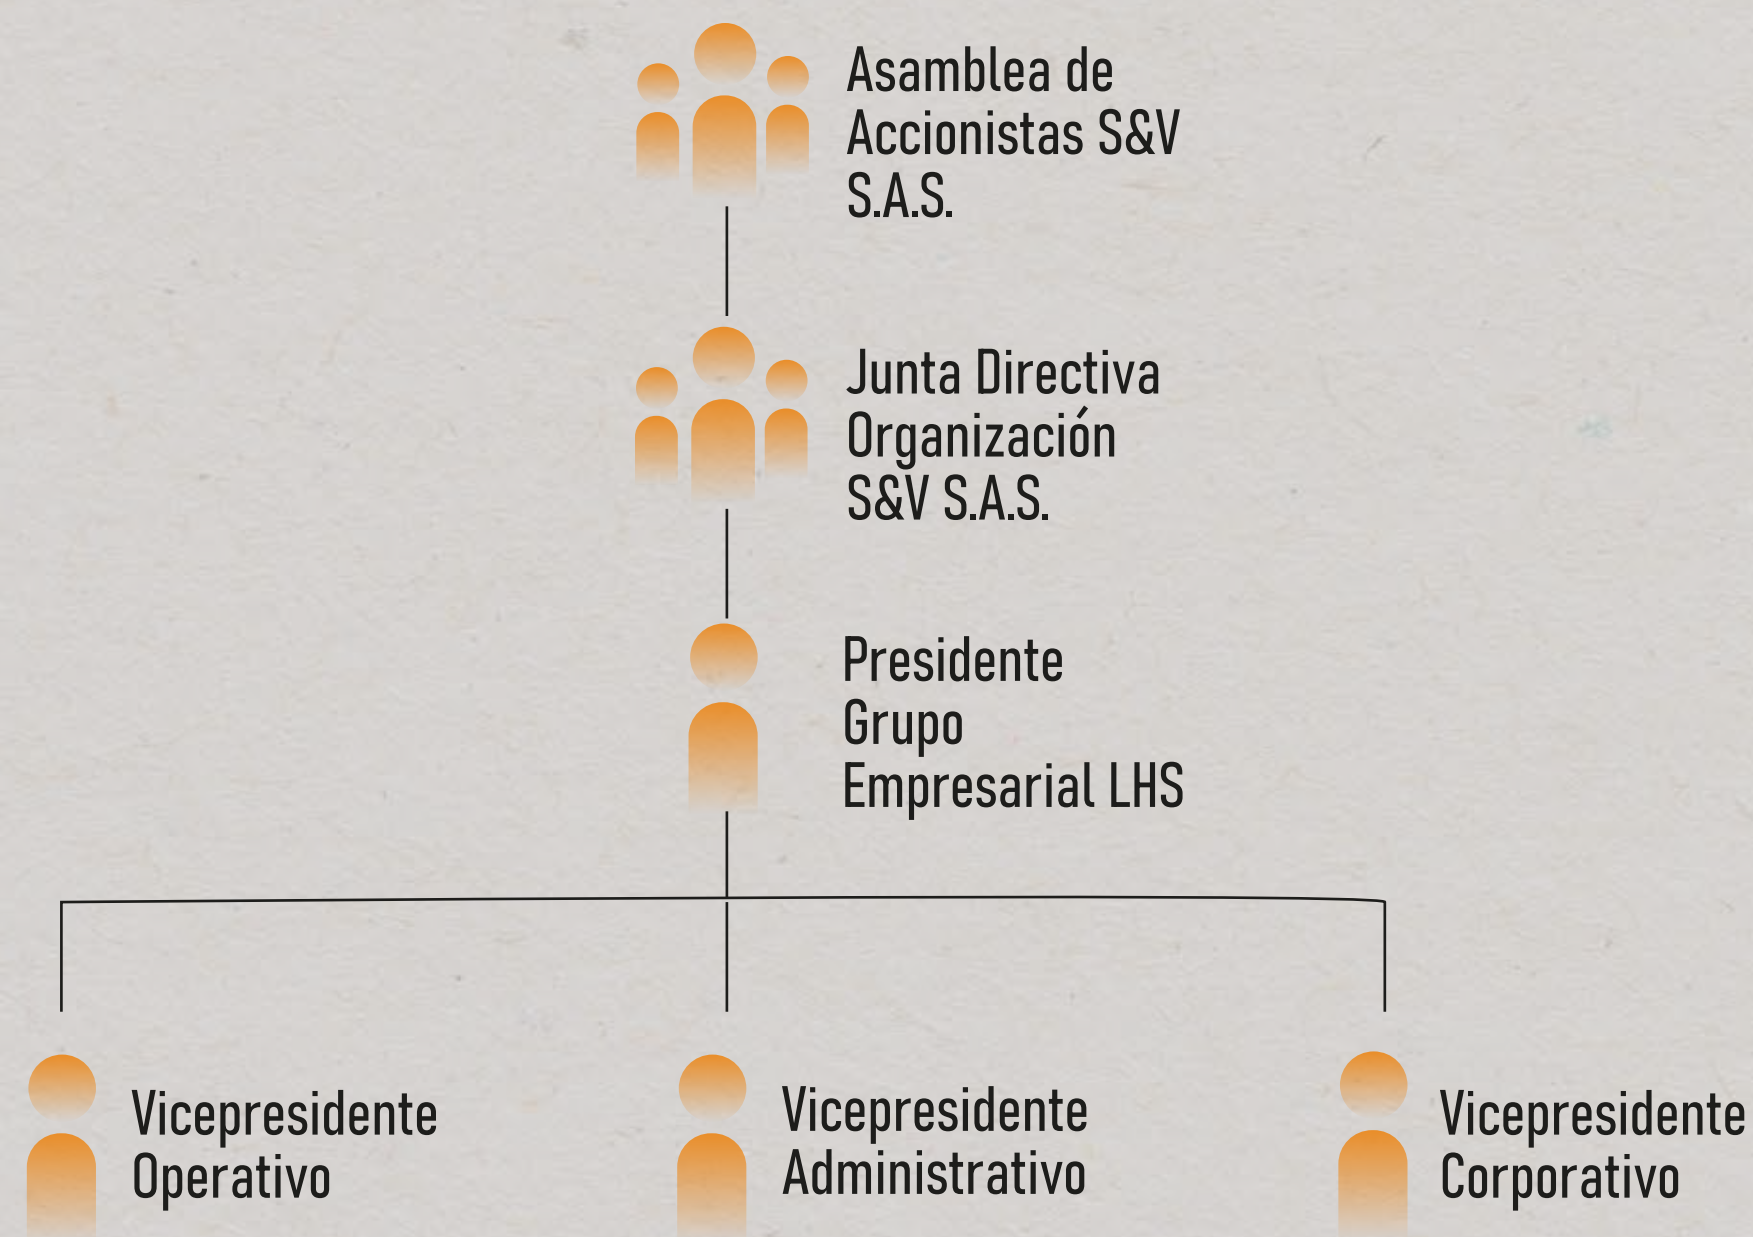 Asamblea de
Accionistas S&V
S.A.S.
Junta Directiva
Organización
S&V S.A.S.
Presidente
Grupo
Empresarial LHS
Vicepresidente
Operativo
Vicepresidente
Administrativo
Vicepresidente
Corporativo